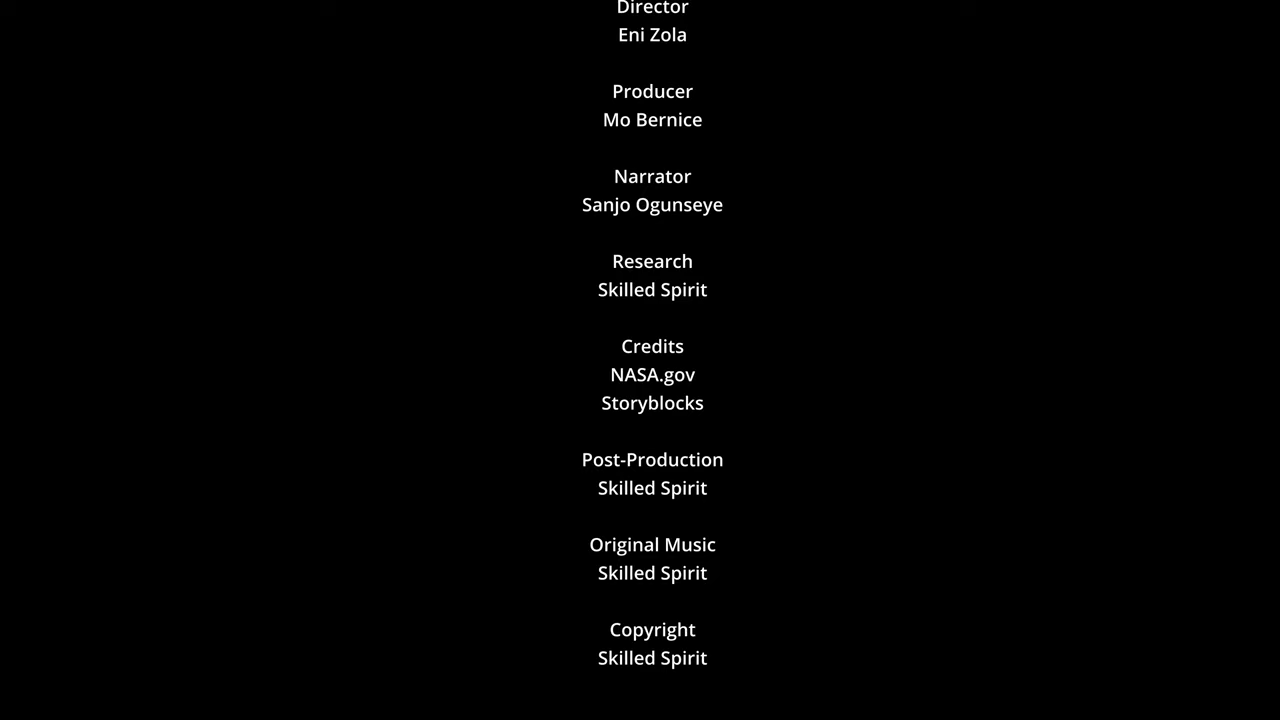 Director
Eni Zola
Producer
Mo Bernice
Narrator
Sanjo Ogunseye
Research
Skilled Spirit
Credits
NASA.gov
Storyblocks
Post-Production
Skilled Spirit
Original Music
Skilled Spirit
Copyright
Skilled Spirit